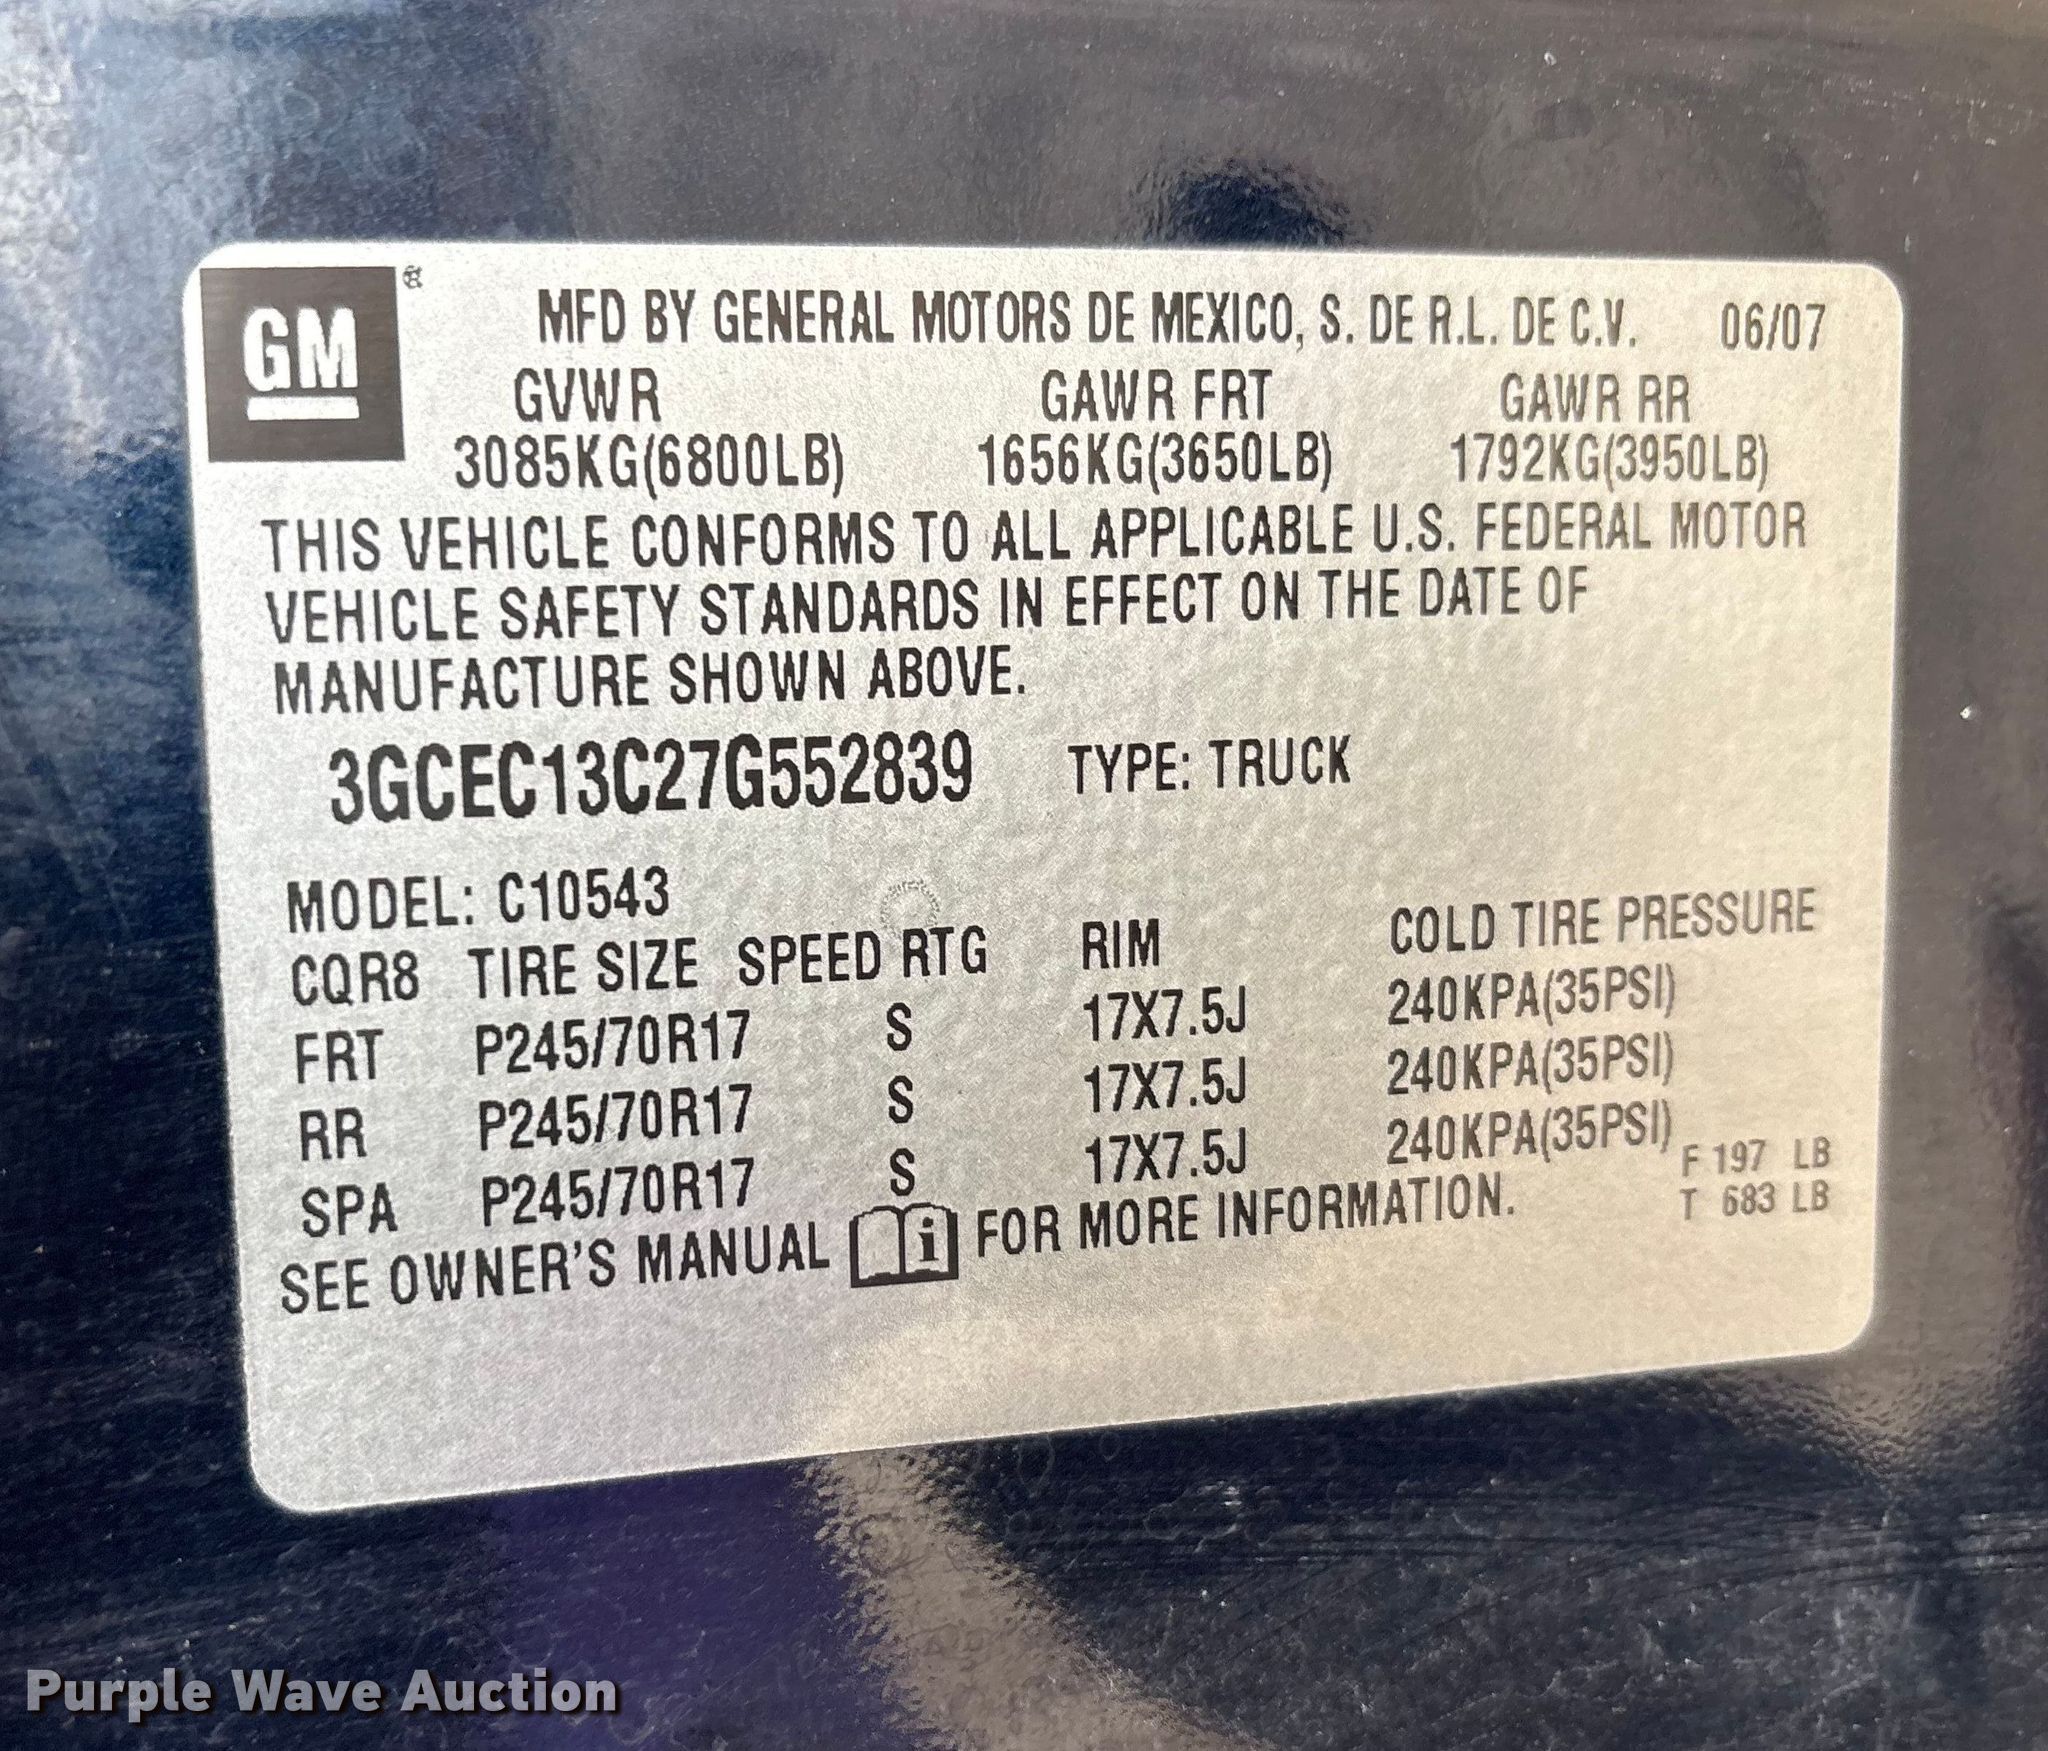 GM®
MFD BY GENERAL MOTORS DE MEXICO, S. DE R.L. DE C.V. 06/07
GVWR GAWR FRT GAWR RR
3085KG(6800LB) 1656KG(3650LB) 1792KG(3950LB)
THIS VEHICLE CONFORMS TO ALL APPLICABLE U.S. FEDERAL MOTOR
VEHICLE SAFETY STANDARDS IN EFFECT ON THE DATE OF
MANUFACTURE SHOWN ABOVE.
3GCEC13C27G552839 TYPE: TRUCK
MODEL: C10543
CQR8 TIRE SIZE SPEED RTG RIM COLD TIRE PRESSURE
FRT P245/70R17 S 17X7.5J 240KPA(35PSI)
RR P245/70R17 S 17X7.5J 240KPA(35PSI)
SPA P245/70R17 S 17X7.5J 240KPA(35PSI)
F 197 LB
SEE OWNER'S MANUAL i FOR MORE INFORMATION. T 683 LB
Purple Wave Auction